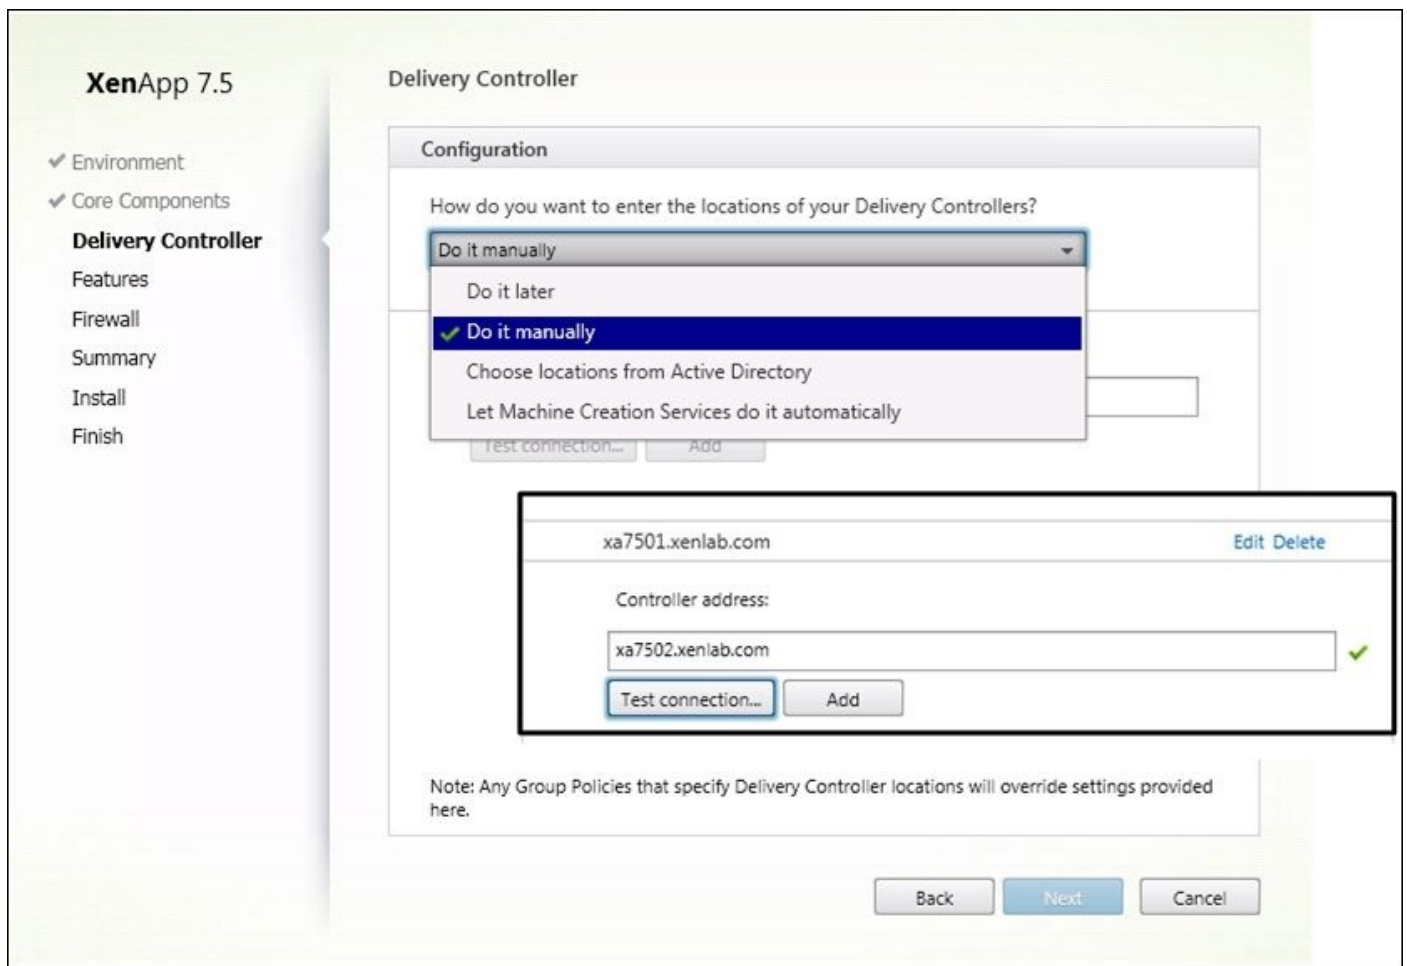 XenApp 7.5
Environment
Core Components
Delivery Controller
Features
Firewall
Summary
Install
Finish
Delivery Controller
Configuration
How do you want to enter the locations of your Delivery Controllers?
Do it manually
Do it later
Do it manually
Choose locations from Active Directory
Let Machine Creation Services do it automatically
Test connection... Add
xa7501.xenlab.com Edit Delete
Controller address:
xa7502.xenlab.com
Test connection... Add
Note: Any Group Policies that specify Delivery Controller locations will override settings provided
here.
Back Next Cancel